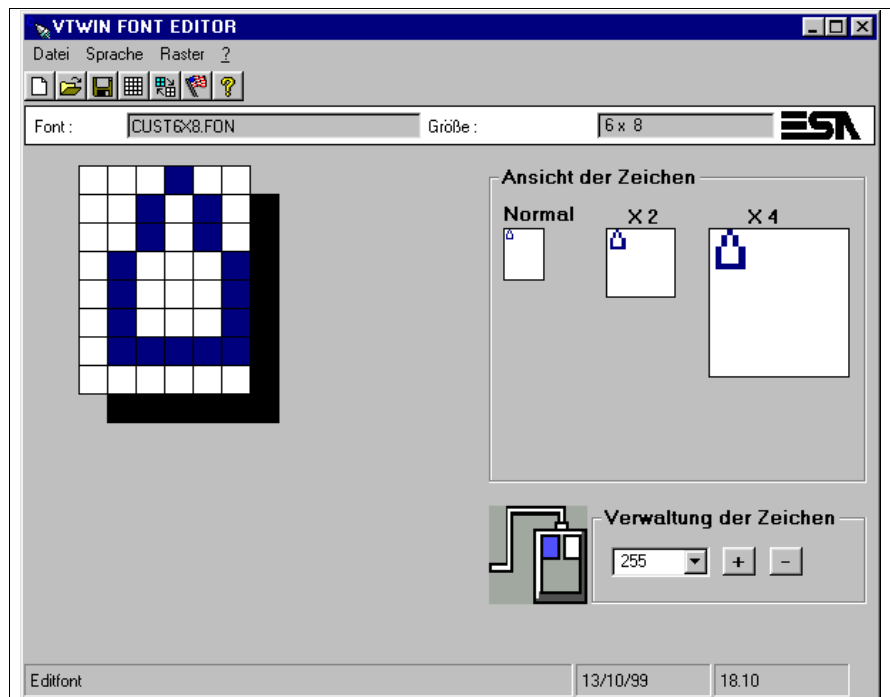 VTWIN FONT EDITOR
Datei Sprache Raster ?
Font : CUST6X8.FON Größe : 6 x 8 ESA
Ansicht der Zeichen
Normal X 2 X 4
Verwaltung der Zeichen
255 + -
Editfont 13/10/99 18.10